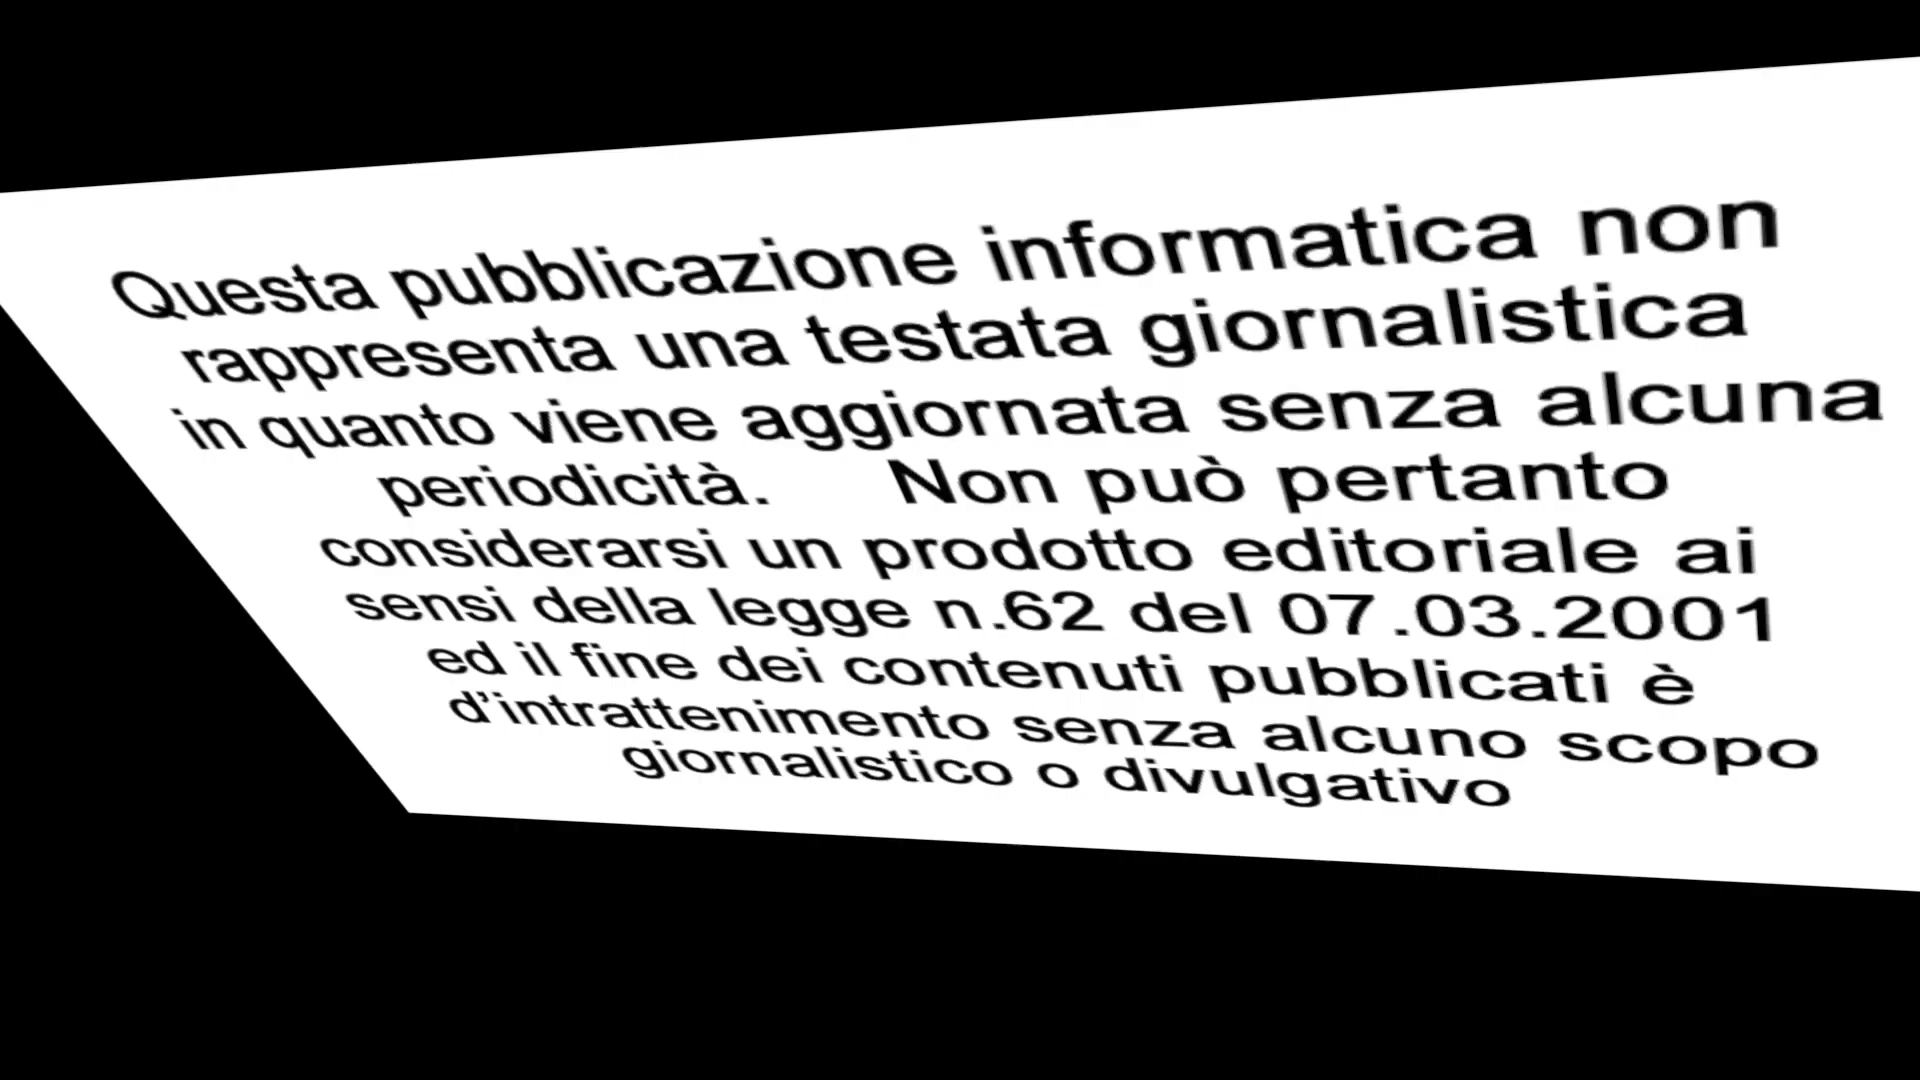 Questa pubblicazione informatica non
rappresenta una testata giornalistica
in quanto viene aggiornata senza alcuna
periodicità. Non può pertanto
considerarsi un prodotto editoriale ai
sensi della legge n.62 del 07.03.2001
ed il fine dei contenuti pubblicati è
d’intrattenimento senza alcuno scopo
giornalistico o divulgativo